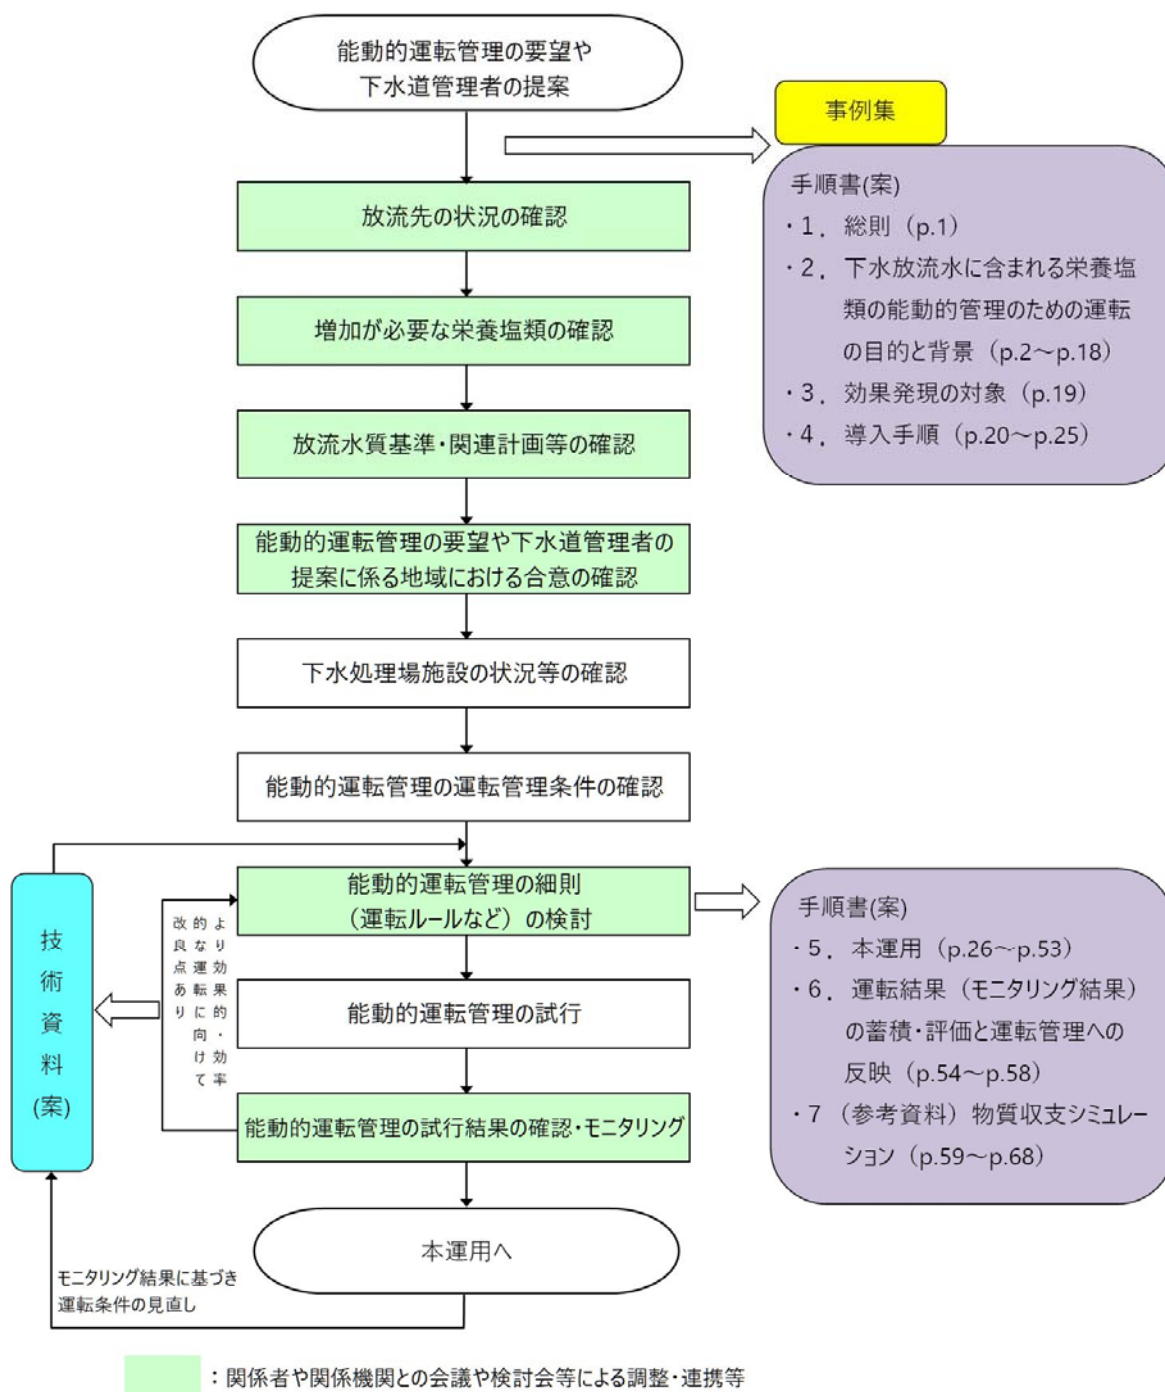 能動的運転管理の要望や
下水道管理者の提案
事例集
手順書(案)
・1．総則（p.1）
・2．下水放流水に含まれる栄養塩
類の能動的管理のための運転
の目的と背景（p.2～p.18）
・3．効果発現の対象（p.19）
・4．導入手順（p.20～p.25）
放流先の状況の確認
増加が必要な栄養塩類の確認
放流水質基準・関連計画等の確認
能動的運転管理の要望や下水道管理者の
提案に係る地域における合意の確認
下水処理場施設の状況等の確認
能動的運転管理の運転管理条件の確認
能動的運転管理の細則
（運転ルールなど）の検討
手順書(案)
・5．本運用（p.26～p.53）
・6．運転結果（モニタリング結果）
の蓄積・評価と運転管理への
反映（p.54～p.58）
・7（参考資料）物質収支シミュレー
ション（p.59～p.68）
より効果的・効率
的な運転に向けて
改良点あり
技術資料(案)
能動的運転管理の試行
能動的運転管理の試行結果の確認・モニタリング
本運用へ
モニタリング結果に基づき
運転条件の見直し
：関係者や関係機関との会議や検討会等による調整・連携等